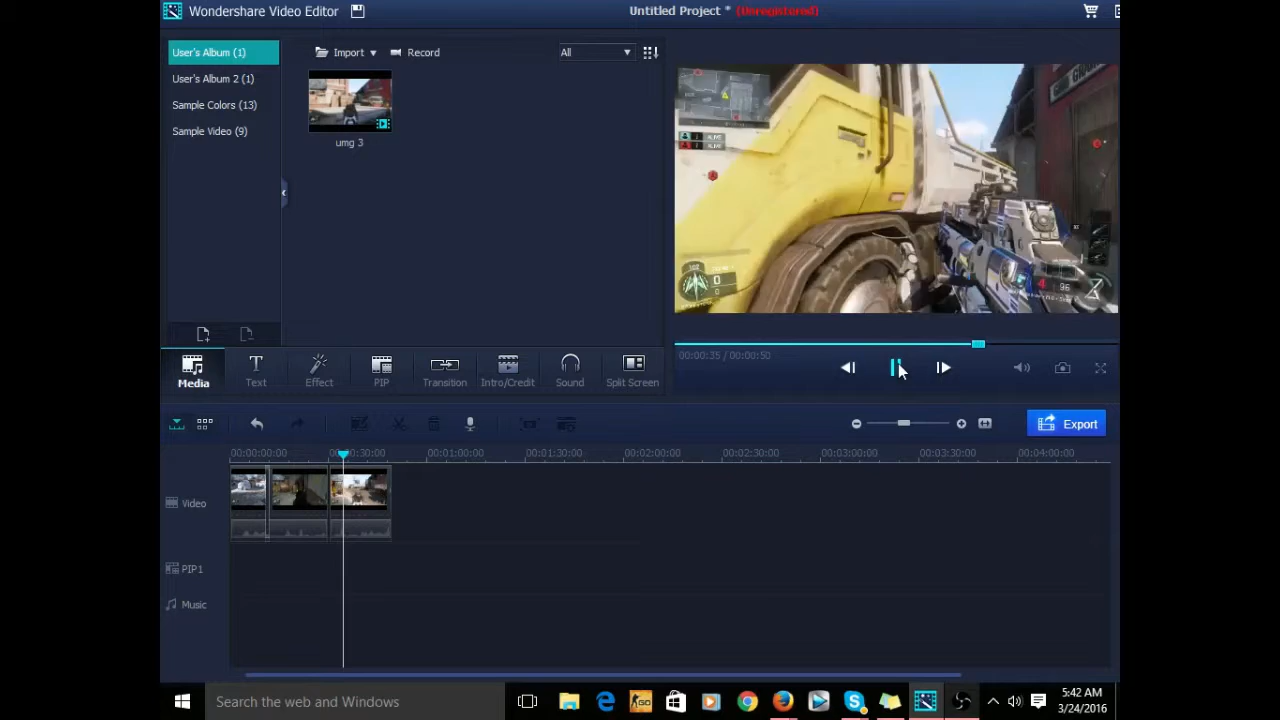 Wondershare Video Editor
Untitled Project * (Unregistered)
User's Album (1)
User's Album 2 (1)
Sample Colors (13)
Sample Video (9)
Import
Record
All
umg 3
0
4
96
00:00:35 / 00:00:50
Media
Text
Effect
PIP
Transition
Intro/Credit
Sound
Split Screen
Export
00:00:00:00
00:00:30:00
00:01:00:00
00:01:30:00
00:02:00:00
00:02:30:00
00:03:00:00
00:03:30:00
00:04:00:00
Video
PIP1
Music
Search the web and Windows
GO
5:42 AM
3/24/2016